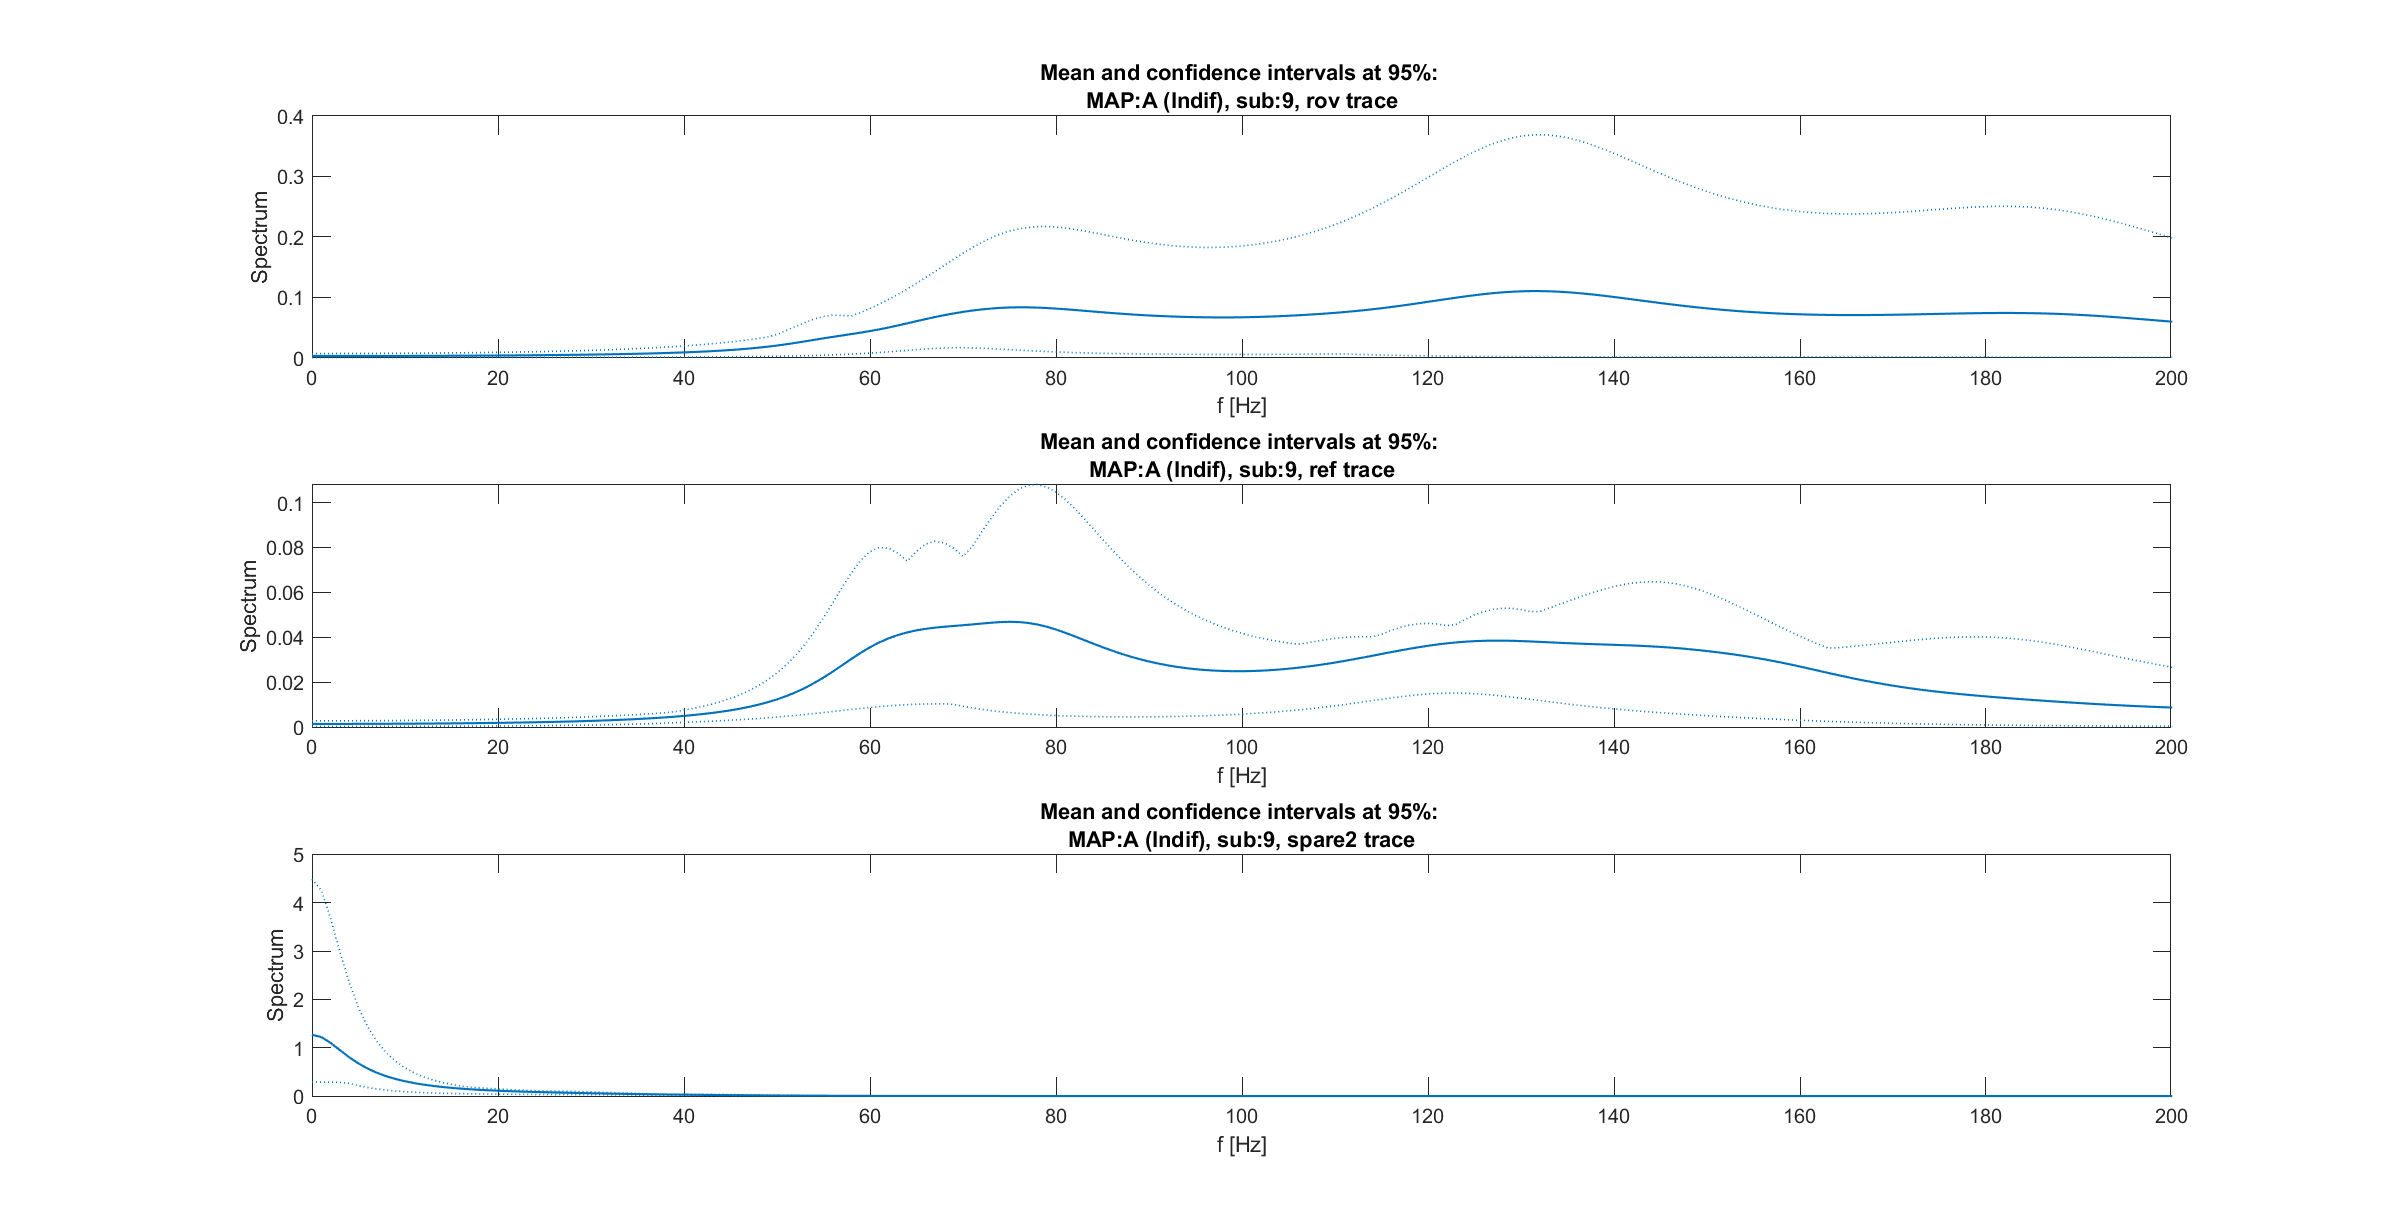 Mean and confidence intervals at 95%:
MAP:A (Indif), sub:9, rov trace
0.4
0.3
0.2
0.1
0
Spectrum
0 20 40 60 80 100 120 140 160 180 200
f [Hz]
Mean and confidence intervals at 95%:
MAP:A (Indif), sub:9, ref trace
0.1
0.08
0.06
0.04
0.02
0
Spectrum
0 20 40 60 80 100 120 140 160 180 200
f [Hz]
Mean and confidence intervals at 95%:
MAP:A (Indif), sub:9, spare2 trace
5
4
3
2
1
0
Spectrum
0 20 40 60 80 100 120 140 160 180 200
f [Hz]